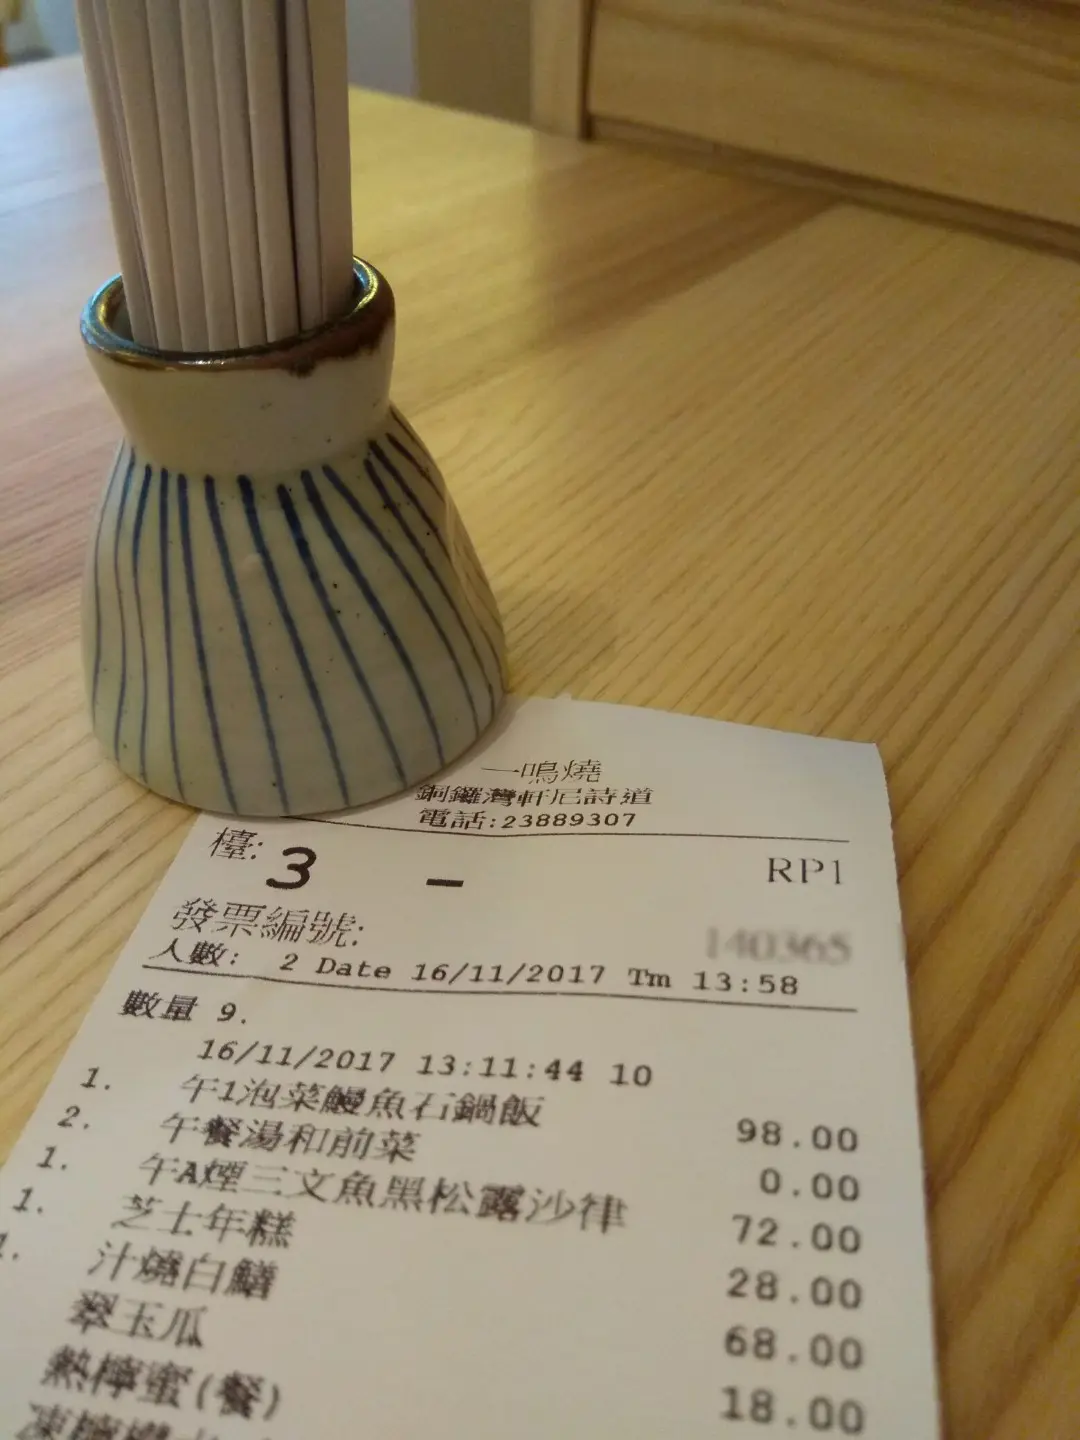 一鳴燒
銅鑼灣軒尼詩道
電話:23889307
檯: 3 - RP1
發票編號: 140365
人數: 2 Date 16/11/2017 Tm 13:58
數量 9.
16/11/2017 13:11:44 10
1. 午1泡菜鰻魚石鍋飯 98.00
2. 午餐湯和前菜 0.00
1. 午A煙三文魚黑松露沙律 72.00
1. 芝士年糕 28.00
1. 汁燒白鱔 68.00
翠玉瓜 18.00
熱檸蜜(餐)
凍檸